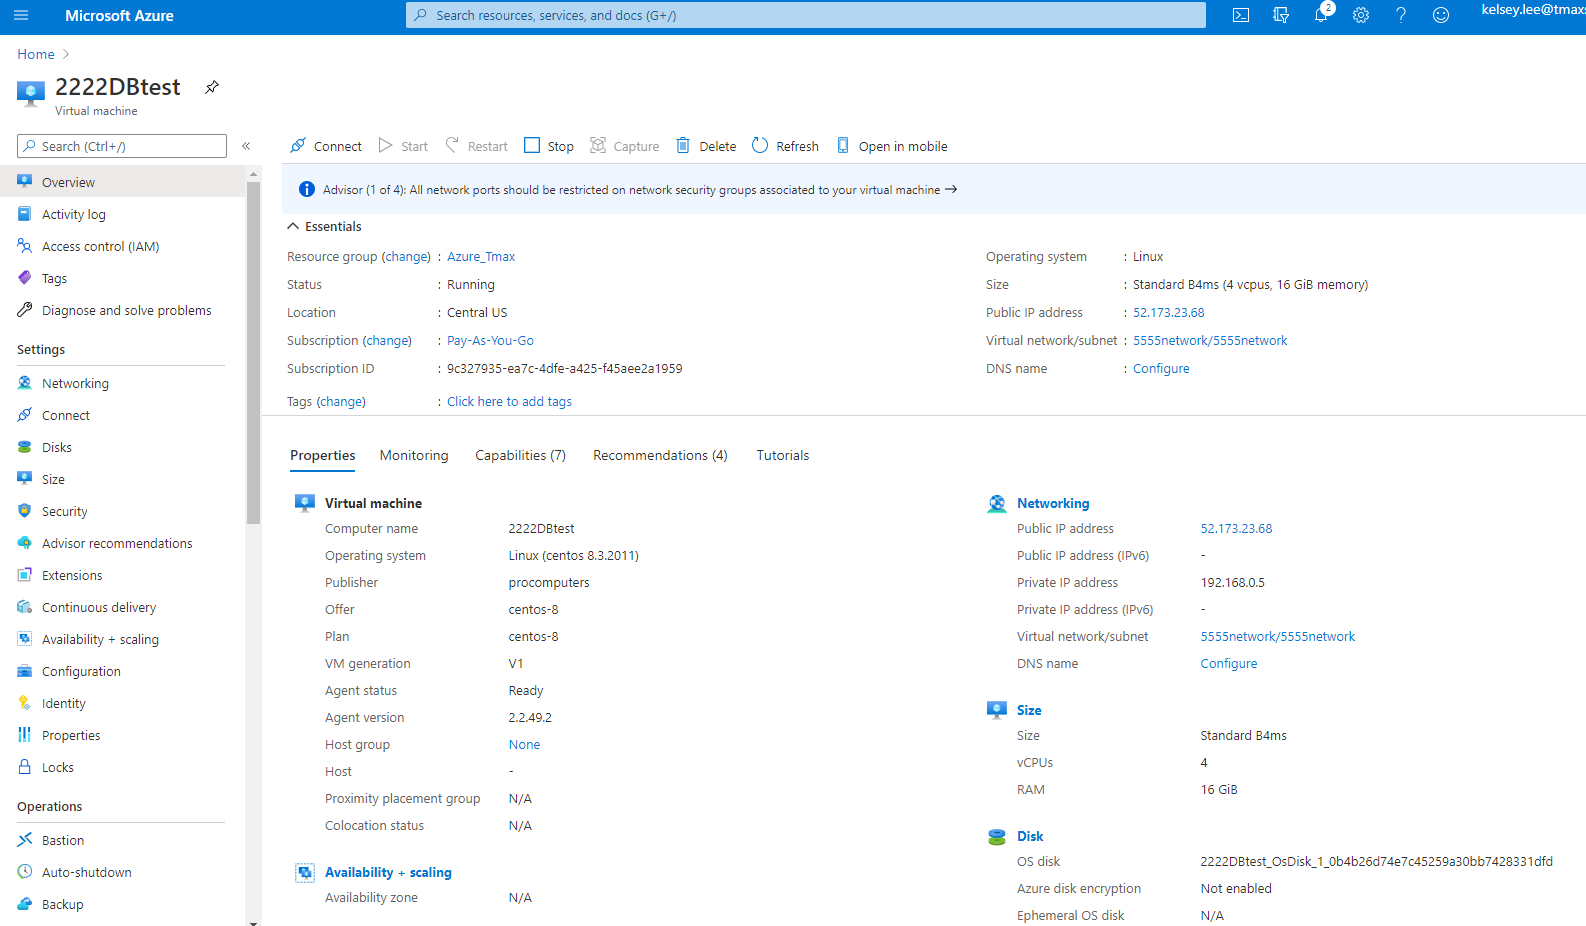 Microsoft Azure
Search resources, services, and docs (G+/)
2
kelsey.lee@tmaxs
Home
2222DBtest
Virtual machine
Search (Ctrl+/)
«
Connect
Start
Restart
Stop
Capture
Delete
Refresh
Open in mobile
Overview
Activity log
Access control (IAM)
Tags
Diagnose and solve problems
Settings
Networking
Connect
Disks
Size
Security
Advisor recommendations
Extensions
Continuous delivery
Availability + scaling
Configuration
Identity
Properties
Locks
Operations
Bastion
Auto-shutdown
Backup
Advisor (1 of 4): All network ports should be restricted on network security groups associated to your virtual machine →
Essentials
Resource group (change) : Azure_Tmax
Status : Running
Location : Central US
Subscription (change) : Pay-As-You-Go
Subscription ID : 9c327935-ea7c-4dfe-a425-f45aee2a1959
Tags (change) : Click here to add tags
Operating system : Linux
Size : Standard B4ms (4 vcpus, 16 GiB memory)
Public IP address : 52.173.23.68
Virtual network/subnet : 5555network/5555network
DNS name : Configure
Properties
Monitoring
Capabilities (7)
Recommendations (4)
Tutorials
Virtual machine
Computer name 2222DBtest
Operating system Linux (centos 8.3.2011)
Publisher procomputers
Offer centos-8
Plan centos-8
VM generation V1
Agent status Ready
Agent version 2.2.49.2
Host group None
Host -
Proximity placement group N/A
Colocation status N/A
Availability + scaling
Availability zone N/A
Networking
Public IP address 52.173.23.68
Public IP address (IPv6) -
Private IP address 192.168.0.5
Private IP address (IPv6) -
Virtual network/subnet 5555network/5555network
DNS name Configure
Size
Size Standard B4ms
vCPUs 4
RAM 16 GiB
Disk
OS disk 2222DBtest_OsDisk_1_0b4b26d74e7c45259a30bb7428331dfd
Azure disk encryption Not enabled
Ephemeral OS disk N/A